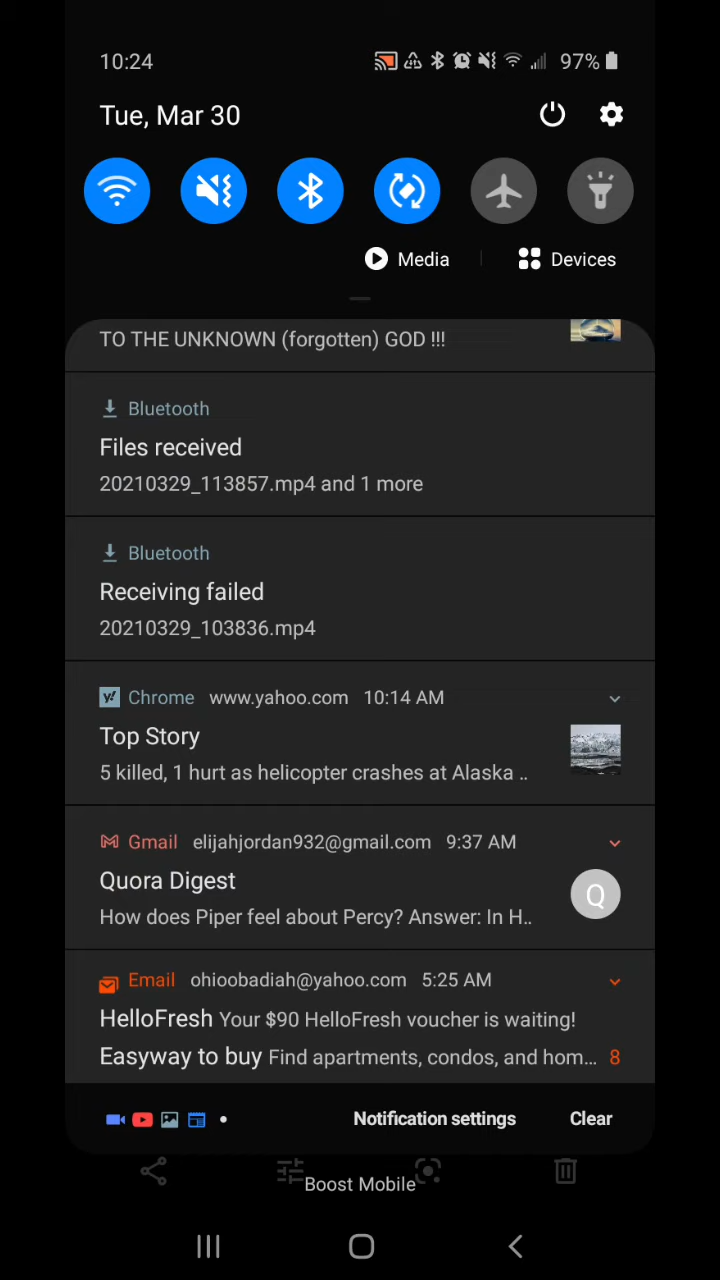 10:24 97%
Tue, Mar 30
Media Devices
TO THE UNKNOWN (forgotten) GOD !!!
Bluetooth
Files received
20210329_113857.mp4 and 1 more
Bluetooth
Receiving failed
20210329_103836.mp4
Chrome www.yahoo.com 10:14 AM
Top Story
5 killed, 1 hurt as helicopter crashes at Alaska ..
Gmail elijahjordan932@gmail.com 9:37 AM
Quora Digest
Q
How does Piper feel about Percy? Answer: In H..
Email ohioobadiah@yahoo.com 5:25 AM
HelloFresh Your $90 HelloFresh voucher is waiting!
Easyway to buy Find apartments, condos, and hom... 8
Notification settings Clear
Boost Mobile